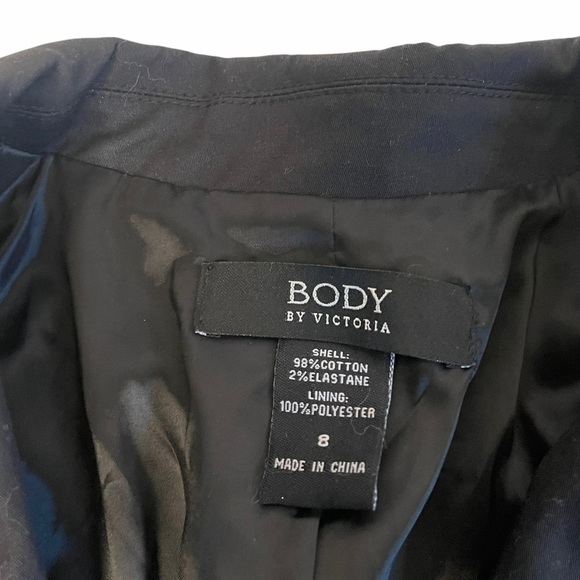 BODY
BY VICTORIA
SHELL:
98%COTTON
2%ELASTANE
LINING:
100%POLYESTER
8
MADE IN CHINA